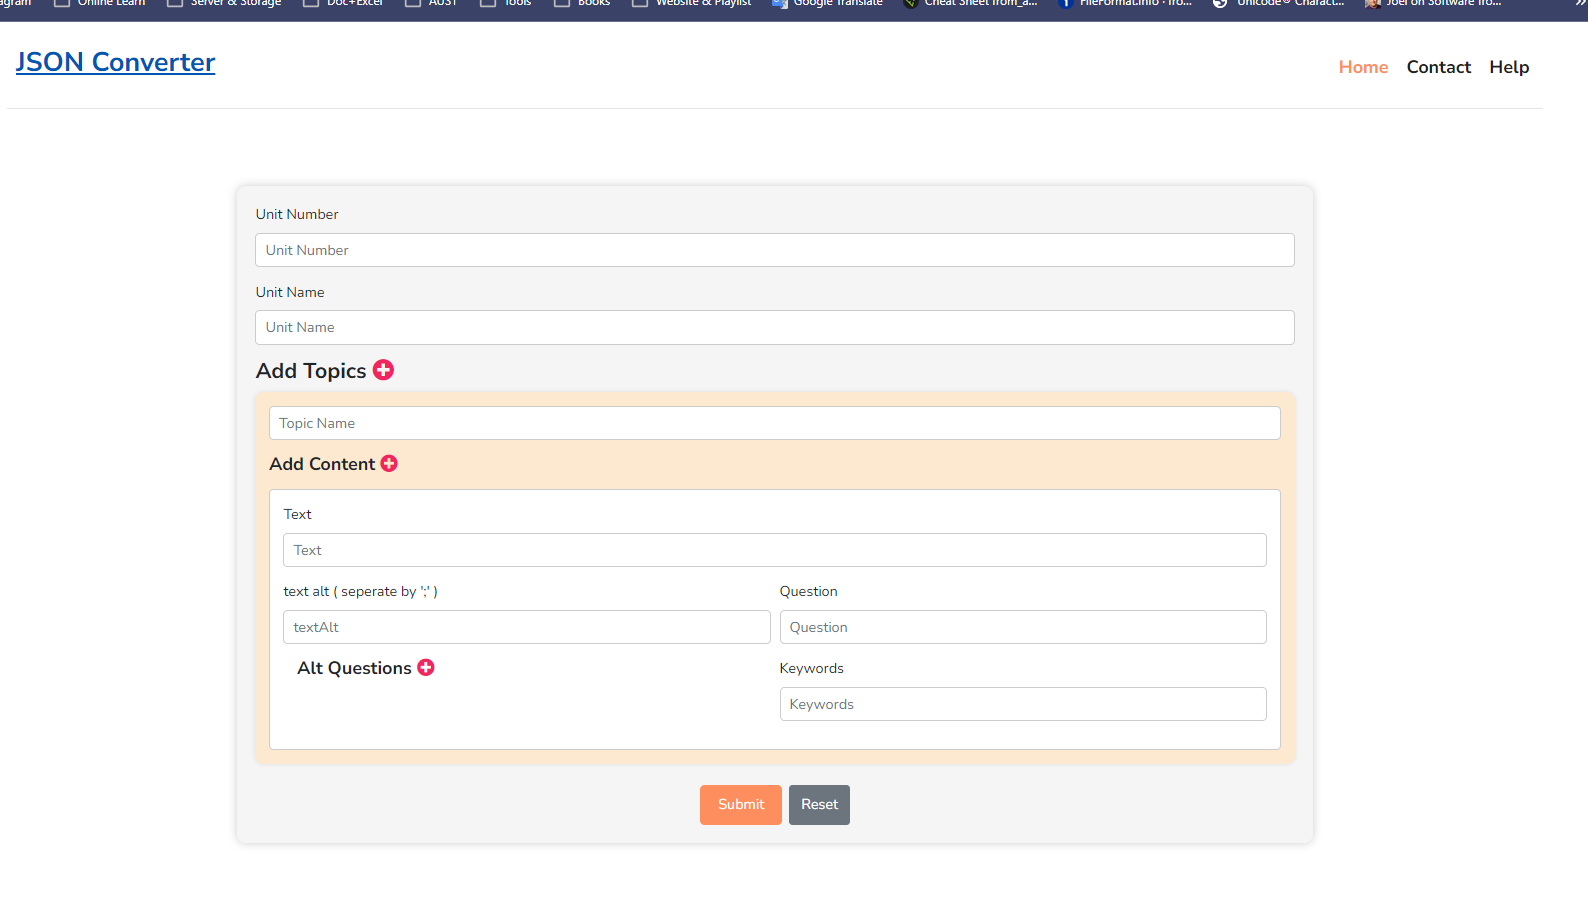 agram Online Learn Server & Storage Doc+Excel AUST Tools Books Website & Playlist Google Translate Cheat Sheet from_a... FileFormat.Info · Tro... Unicode® Charact... Joel on Software fro...
JSON Converter
Home Contact Help
Unit Number
Unit Number
Unit Name
Unit Name
Add Topics
Topic Name
Add Content
Text
Text
text alt ( seperate by ';' ) Question
textAlt Question
Alt Questions Keywords
Keywords
Submit Reset